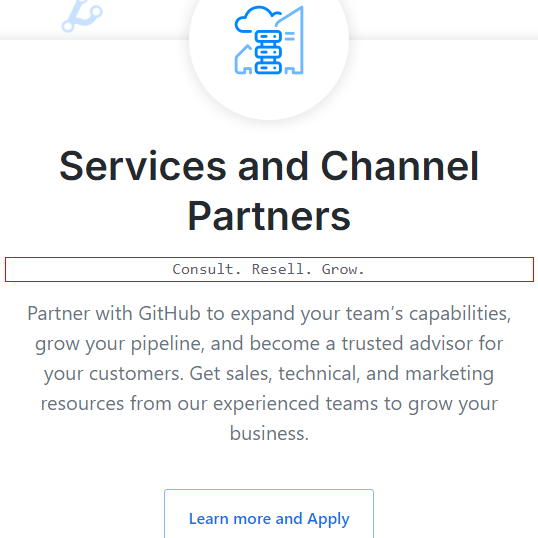 Services and Channel
Partners
Consult. Resell. Grow.
Partner with GitHub to expand your team’s capabilities,
grow your pipeline, and become a trusted advisor for
your customers. Get sales, technical, and marketing
resources from our experienced teams to grow your
business.
Learn more and Apply